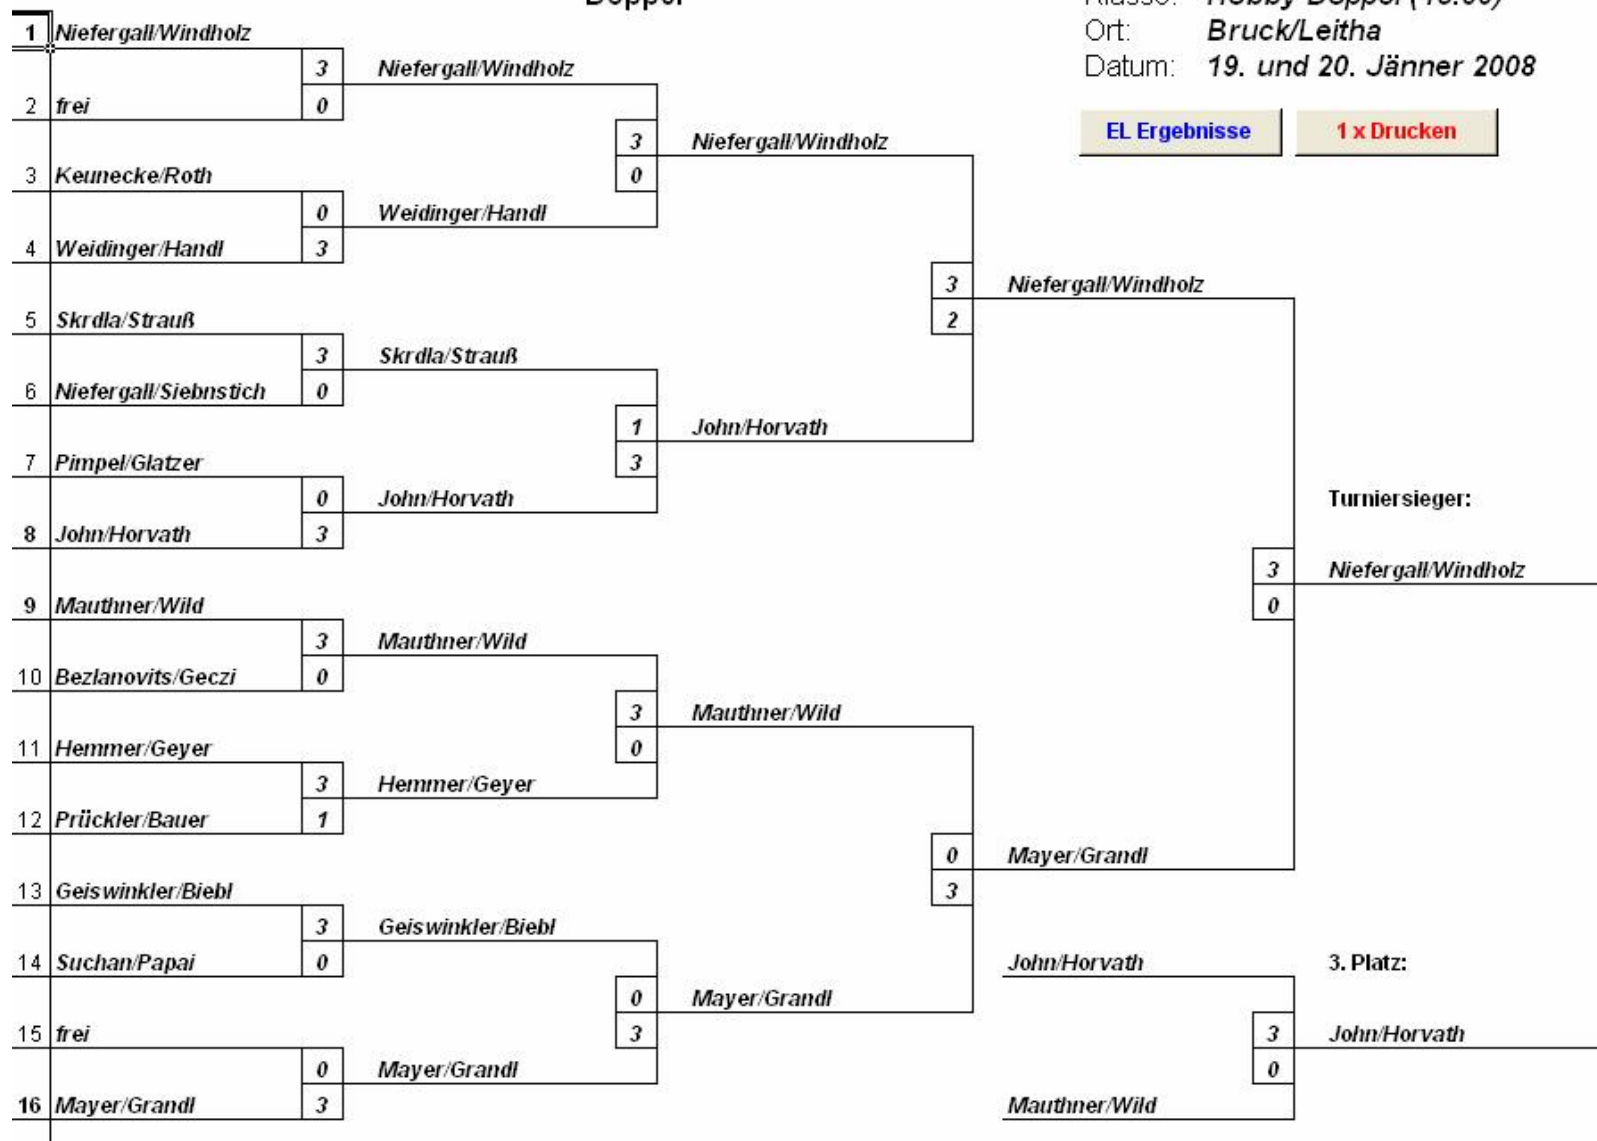 Doppel
Klasse: Hobby Doppel
Ort: Bruck/Leitha
Datum: 19. und 20. Jänner 2008
EL Ergebnisse 1 x Drucken
1 Niefergall/Windholz
3 Niefergall/Windholz
2 frei 0
3 Niefergall/Windholz
3 Keunecke/Roth 0
0 Weidinger/Handl
4 Weidinger/Handl 3
3 Niefergall/Windholz
5 Skrdla/Strauß 2
3 Skrdla/Strauß
6 Niefergall/Siebnstich 0
1 John/Horvath
7 Pimpel/Glatzer 3
0 John/Horvath Turniersieger:
8 John/Horvath 3
3 Niefergall/Windholz
9 Mauthner/Wild 0
3 Mauthner/Wild
10 Bezlanovits/Geczi 0
3 Mauthner/Wild
11 Hemmer/Geyer 0
3 Hemmer/Geyer
12 Prückler/Bauer 1
0 Mayer/Grandl
13 Geiswinkler/Biebl 3
3 Geiswinkler/Biebl
14 Suchan/Papai 0 John/Horvath 3. Platz:
0 Mayer/Grandl
15 frei 3 3 John/Horvath
0 Mayer/Grandl 0
16 Mayer/Grandl 3 Mauthner/Wild